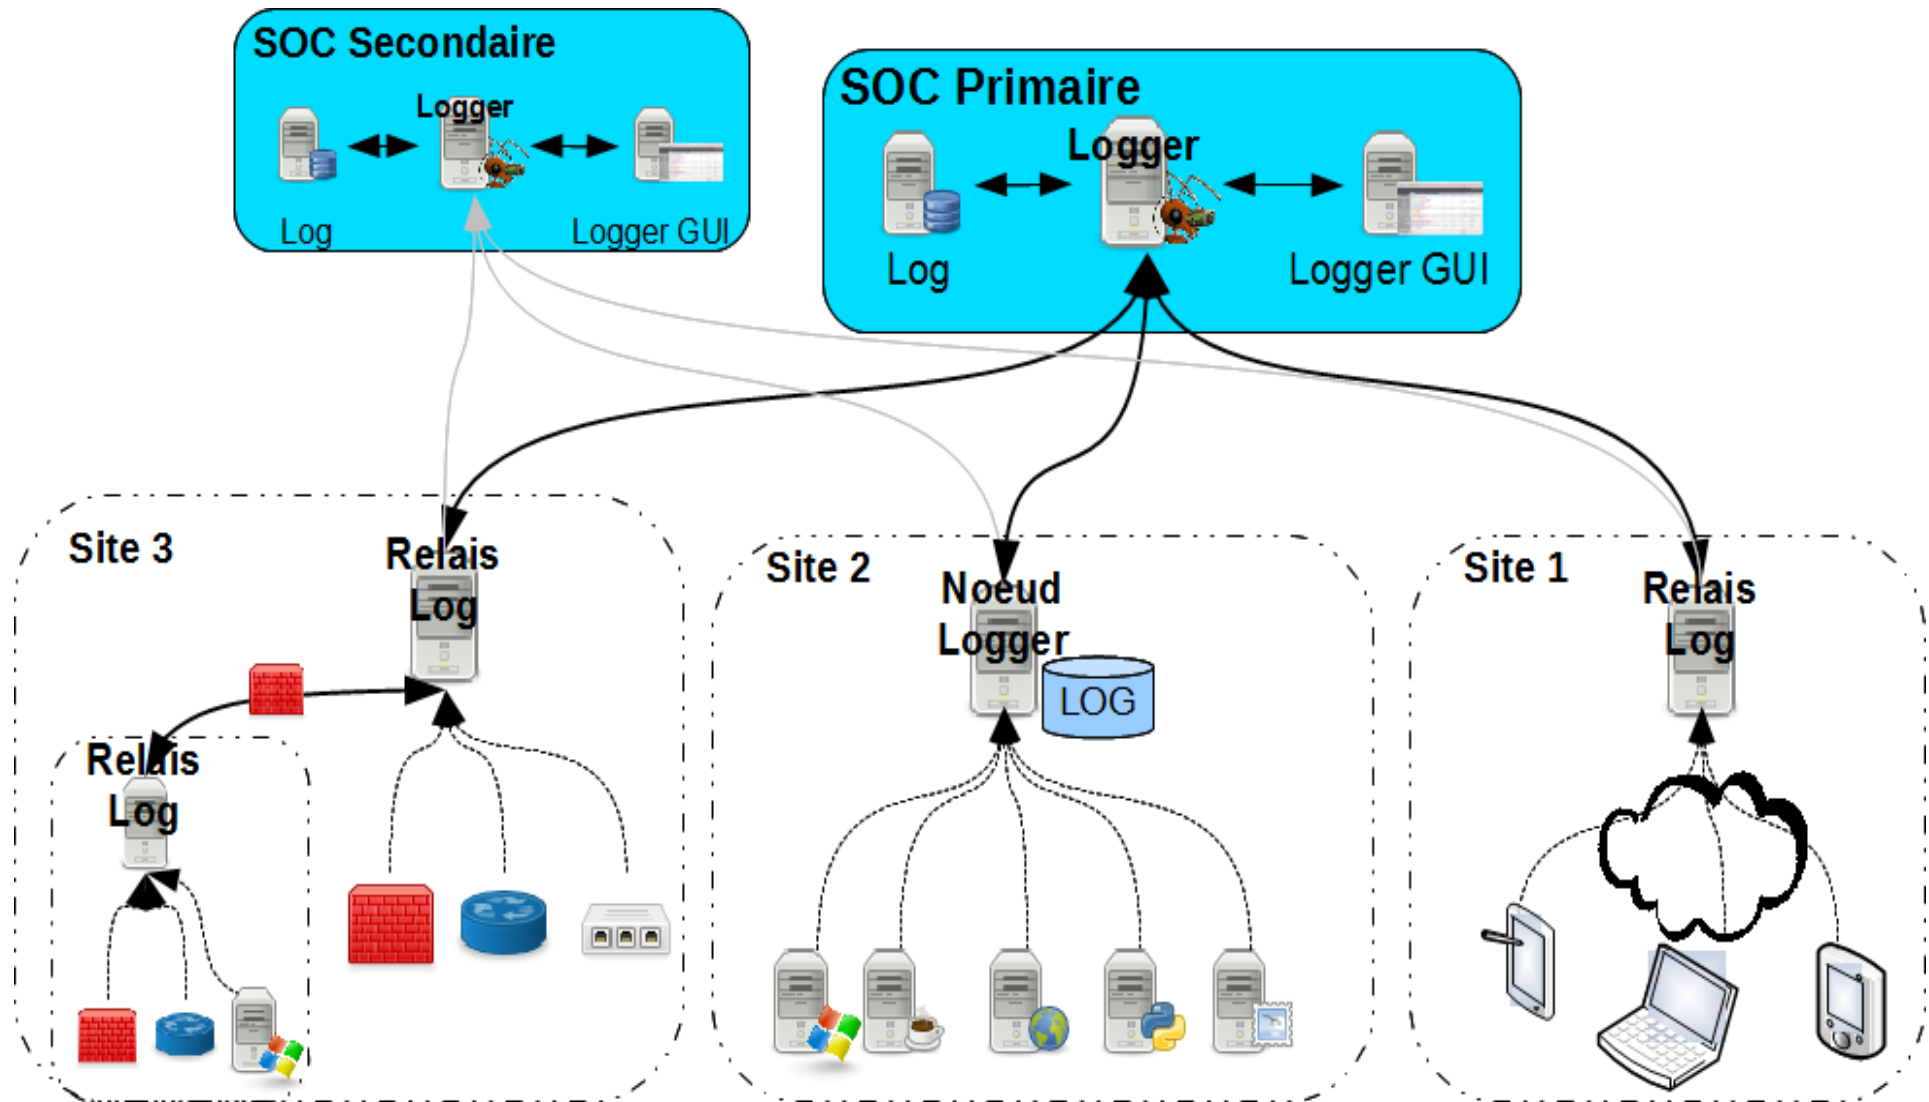 SOC Secondaire
Logger
Log
Logger GUI
SOC Primaire
Logger
Log
Logger GUI
Site 3
Relais
Log
Relais
Log
Site 2
Noeud
Logger
LOG
Site 1
Relais
Log